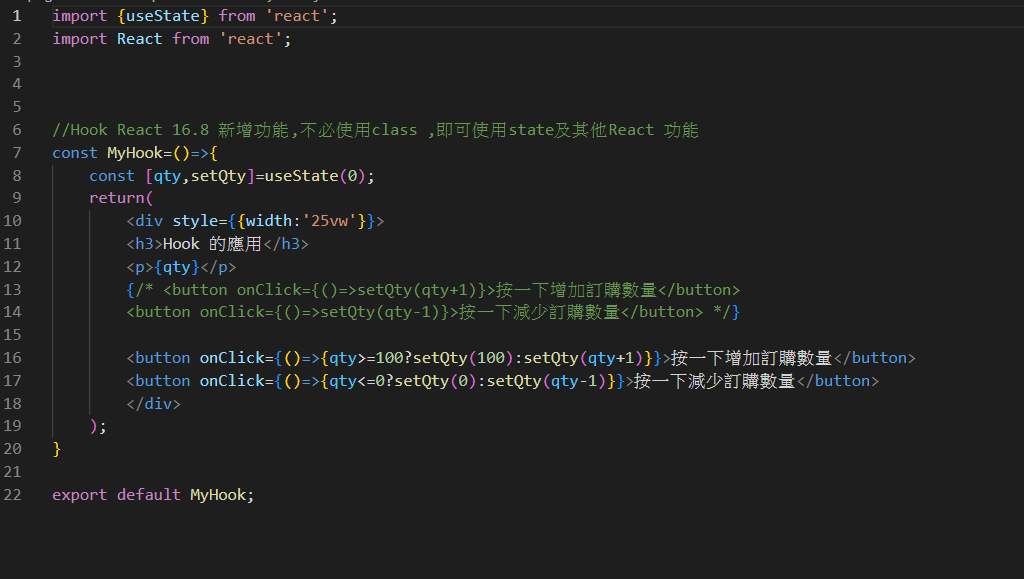 1 import {useState} from 'react';
2 import React from 'react';
3
4
5
6 //Hook React 16.8 新增功能,不必使用class ,即可使用state及其他React 功能
7 const MyHook=()=>{
8     const [qty,setQty]=useState(0);
9     return(
10         <div style={{width:'25vw'}}>
11         <h3>Hook 的應用</h3>
12         <p>{qty}</p>
13         {/* <button onClick={()=>setQty(qty+1)}>按一下增加訂購數量</button>
14         <button onClick={()=>setQty(qty-1)}>按一下減少訂購數量</button> */}
15
16         <button onClick={()=>{qty>=100?setQty(100):setQty(qty+1)}}>按一下增加訂購數量</button>
17         <button onClick={()=>{qty<=0?setQty(0):setQty(qty-1)}}>按一下減少訂購數量</button>
18         </div>
19     );
20 }
21
22 export default MyHook;